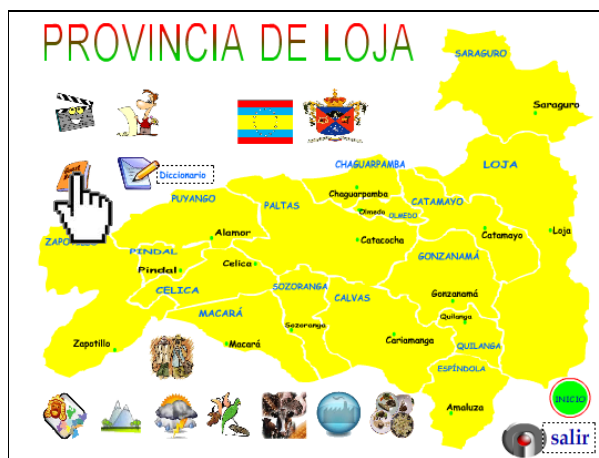 PROVINCIA DE LOJA
SARAGURO
Saraguro
Diccionario
CHAGUARPAMBA
LOJA
Chaguarpamba
PUYANGO
PALTAS
CATAMAYO
Olmedo
OLMEDO
Alamor
Catamayo
Loja
Catacocha
PINDAL
GONZANAMÁ
Celica
Pindal
CELICA
SOZORANGA
CALVAS
Gonzanamá
MACARÁ
Quilanga
Sozoranga
Cariamanga
Zapotillo
Macará
QUILANGA
ESPÍNDOLA
INICIO
Amaluza
salir